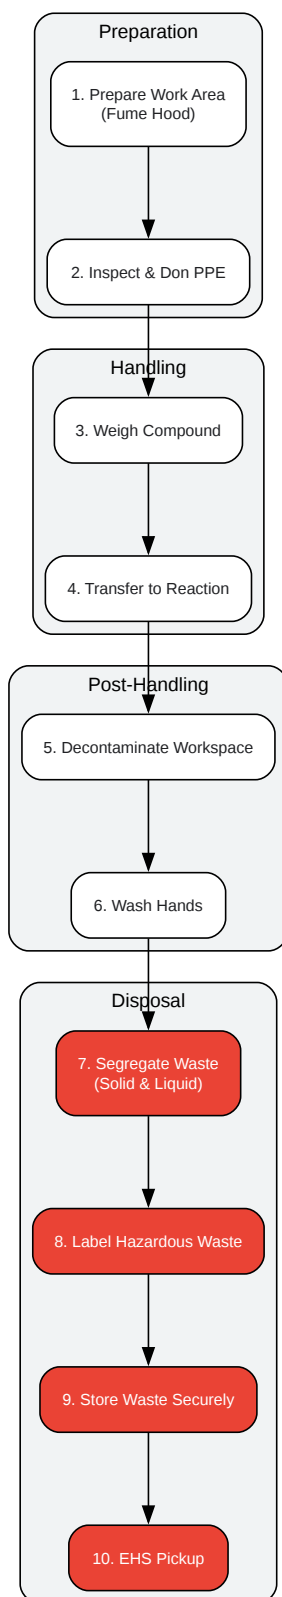 Preparation
1. Prepare Work Area
(Fume Hood)
2. Inspect & Don PPE
Handling
3. Weigh Compound
4. Transfer to Reaction
Post-Handling
5. Decontaminate Workspace
6. Wash Hands
Disposal
7. Segregate Waste
(Solid & Liquid)
8. Label Hazardous Waste
9. Store Waste Securely
10. EHS Pickup